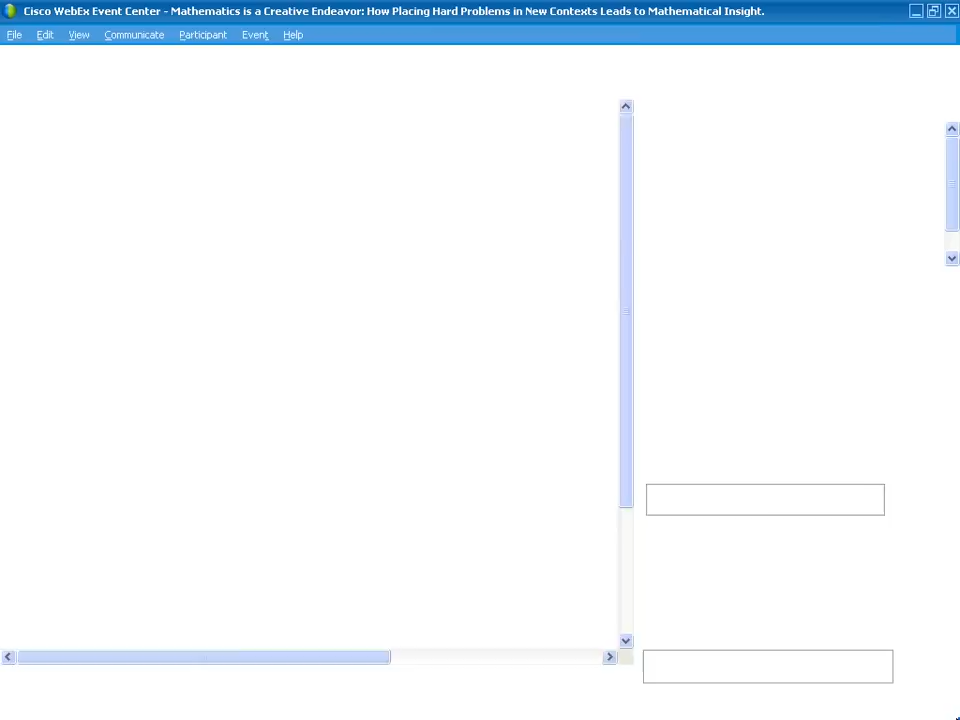 Cisco WebEx Event Center - Mathematics is a Creative Endeavor: How Placing Hard Problems in New Contexts Leads to Mathematical Insight.
File Edit View Communicate Participant Event Help